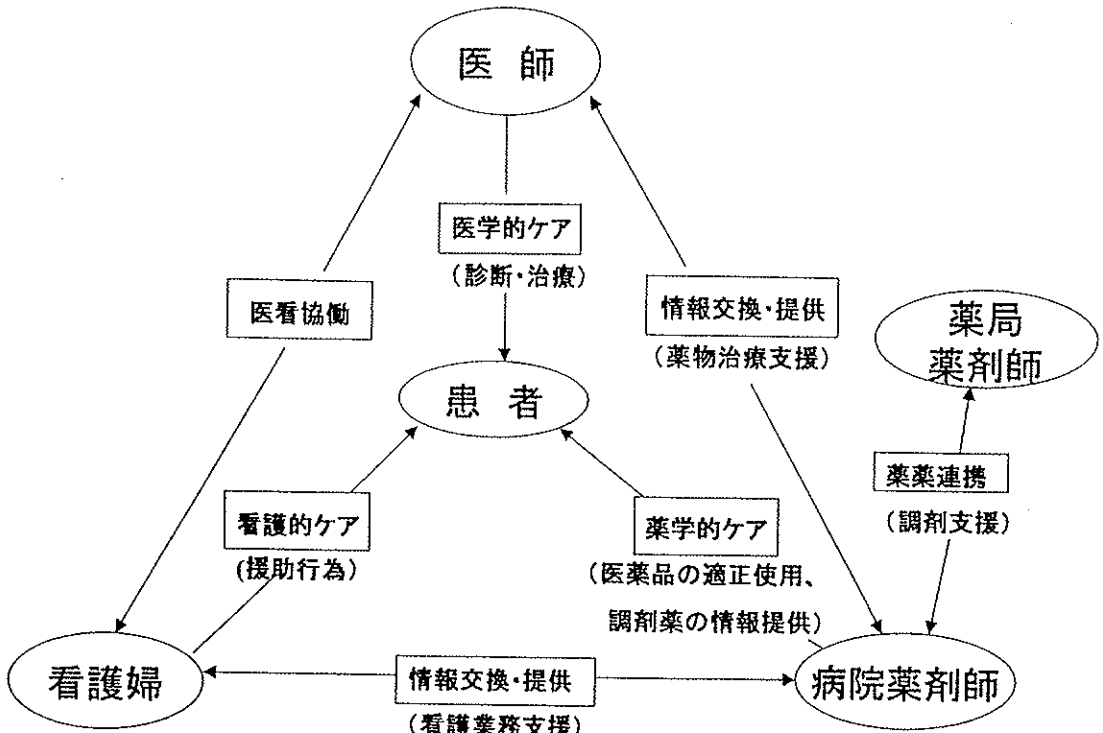 医 師
医学的ケア
(診断・治療)
医看協働
情報交換・提供
(薬物治療支援)
薬局
薬剤師
患 者
薬薬連携
(調剤支援)
看護的ケア
(援助行為)
薬学的ケア
(医薬品の適正使用、
調剤薬の情報提供)
看護婦
情報交換・提供
(看護業務支援)
病院薬剤師